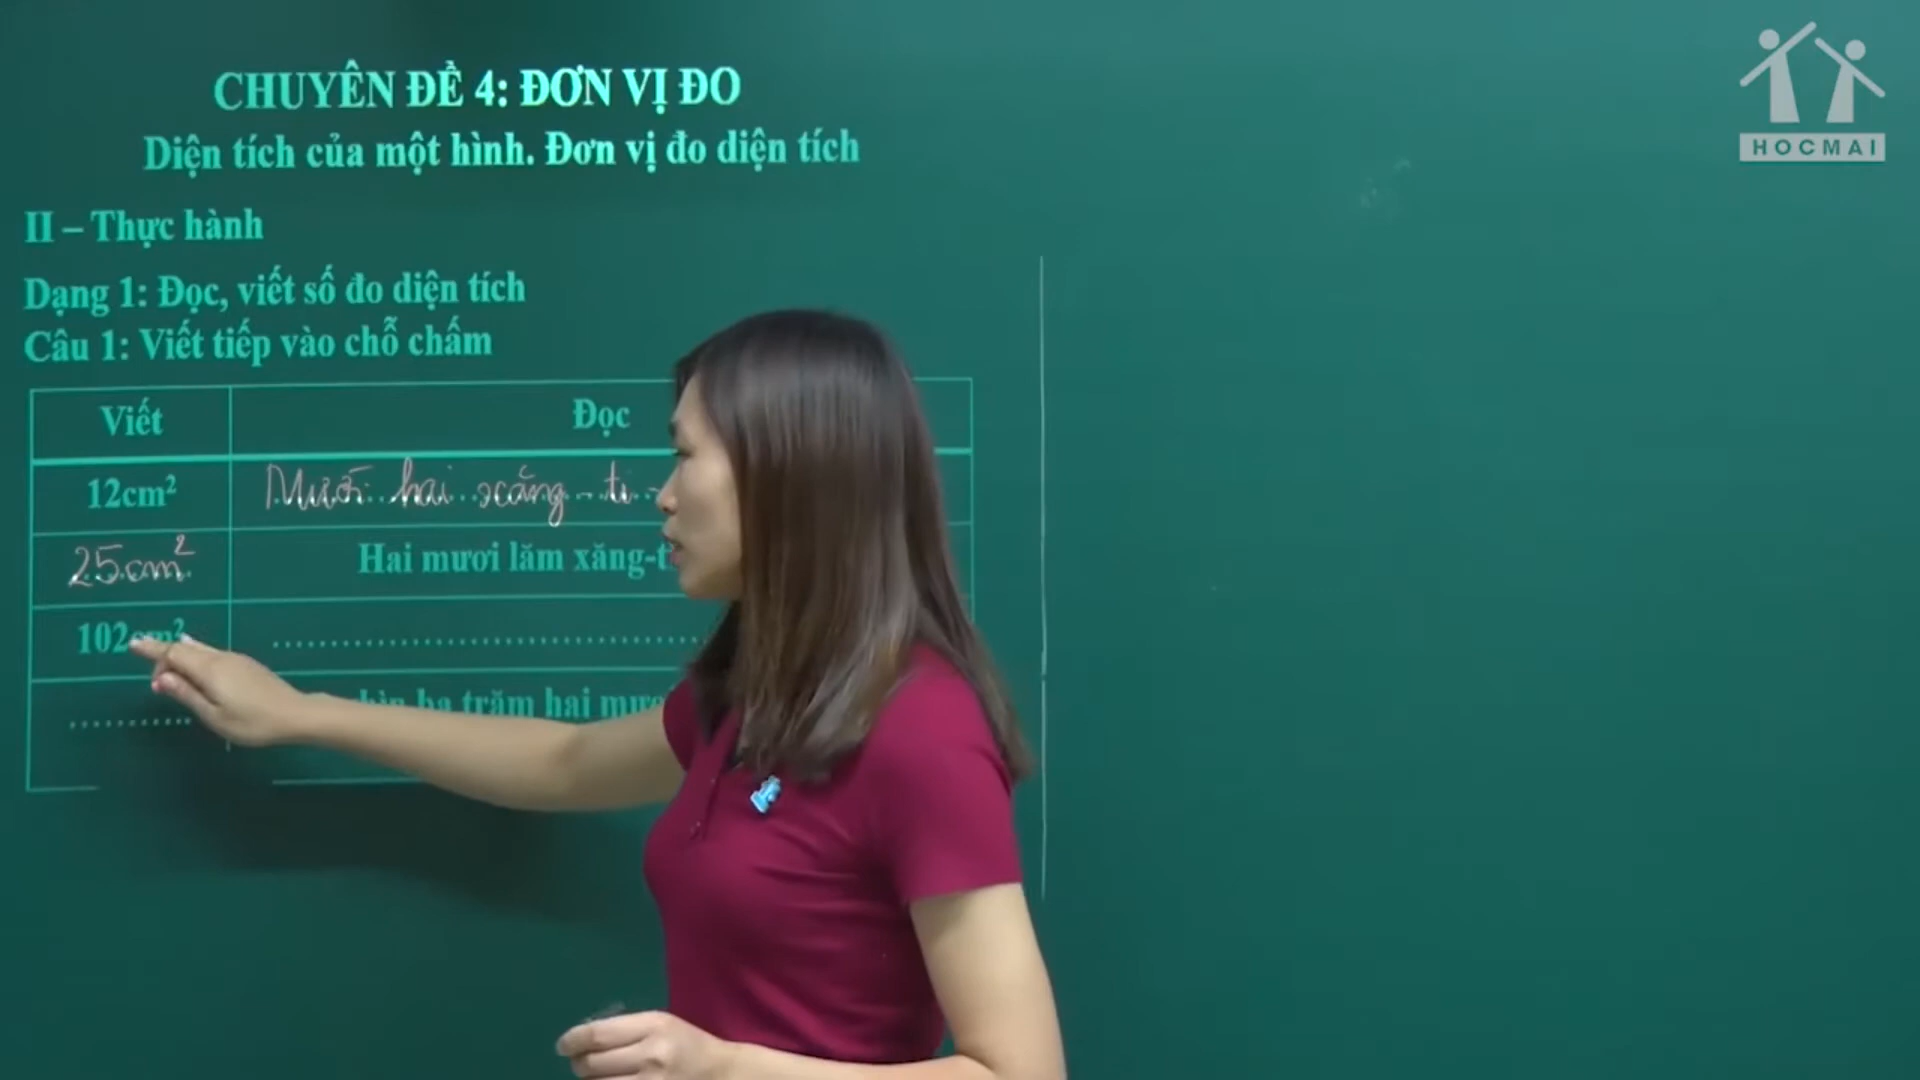 CHUYÊN ĐỀ 4: ĐƠN VỊ ĐO
Diện tích của một hình. Đơn vị đo diện tích
HOCMAI
II – Thực hành
Dạng 1: Đọc, viết số đo diện tích
Câu 1: Viết tiếp vào chỗ chấm
Viết Đọc
12cm² Mười hai xăng-ti-
25cm² Hai mươi lăm xăng-t
102cm² ....................................
........... ba trăm hai